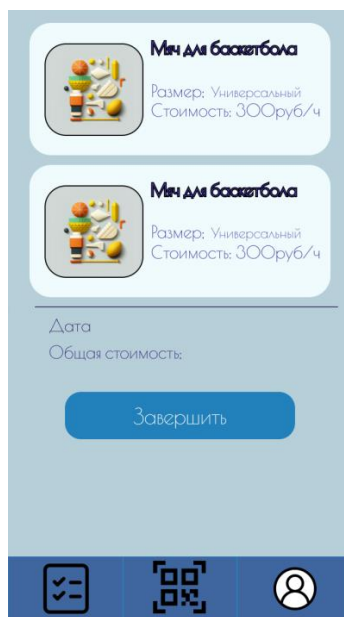 Мяч для баскетбола
Размер: Универсальный
Стоимость: 300руб/ч
Мяч для баскетбола
Размер: Универсальный
Стоимость: 300руб/ч
Дата
Общая стоимость:
Завершить